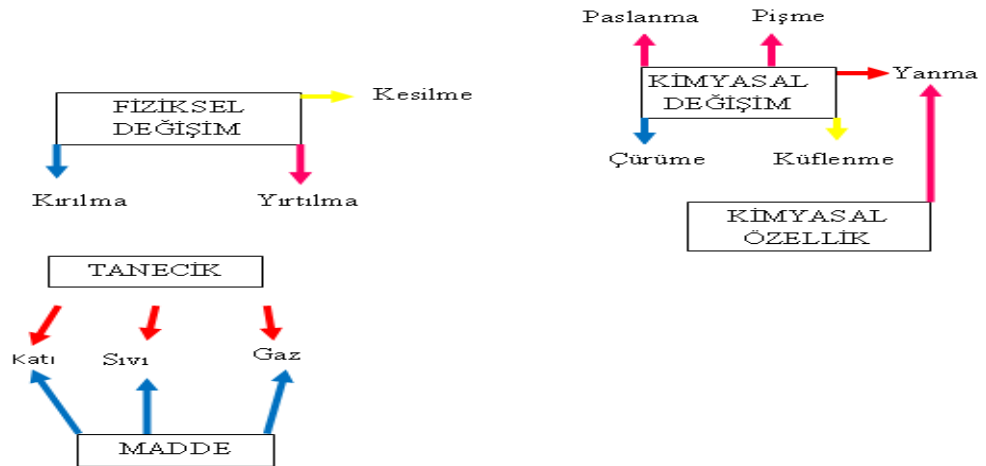 Paslanma
Pişme
KİMYASAL
DEĞİŞİM
Yanma
Çürüme
Küflenme
KİMYASAL
ÖZELLİK
FİZİKSEL
DEĞİŞİM
Kesilme
Kırılma
Yırtılma
TANECİK
Katı
Sıvı
Gaz
MADDE